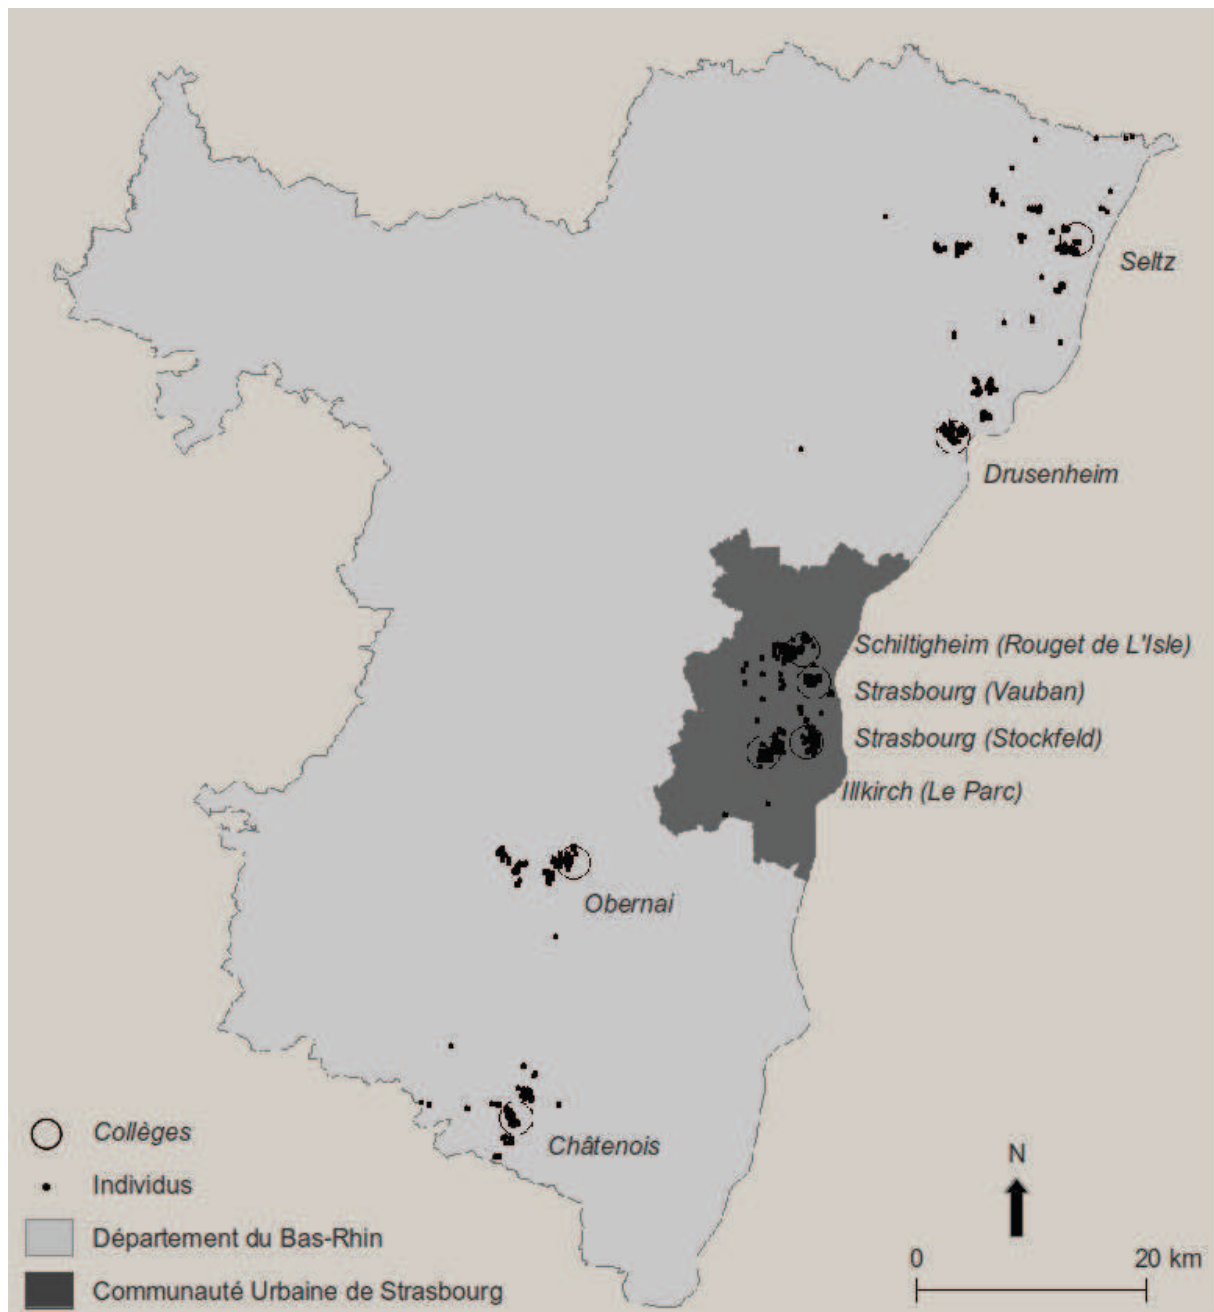 Seltz
Drusenheim
Schiltigheim (Rouget de L'Isle)
Strasbourg (Vauban)
Strasbourg (Stockfeld)
Illkirch (Le Parc)
Obernai
Châtenois
Collèges
Individus
Département du Bas-Rhin
Communauté Urbaine de Strasbourg
N
0 20 km